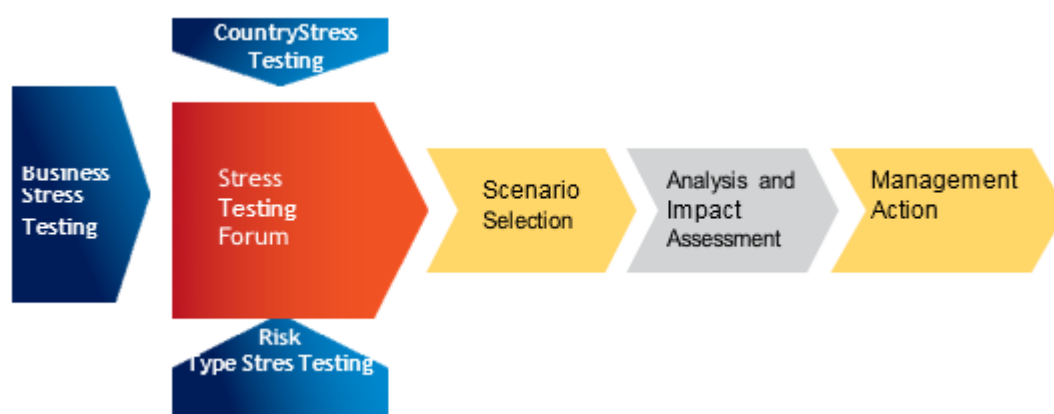 CountryStress
Testing
Business
Stress
Testing
Stress
Testing
Forum
Scenario
Selection
Analysis and
Impact
Assessment
Management
Action
Risk
Type Stres Testing